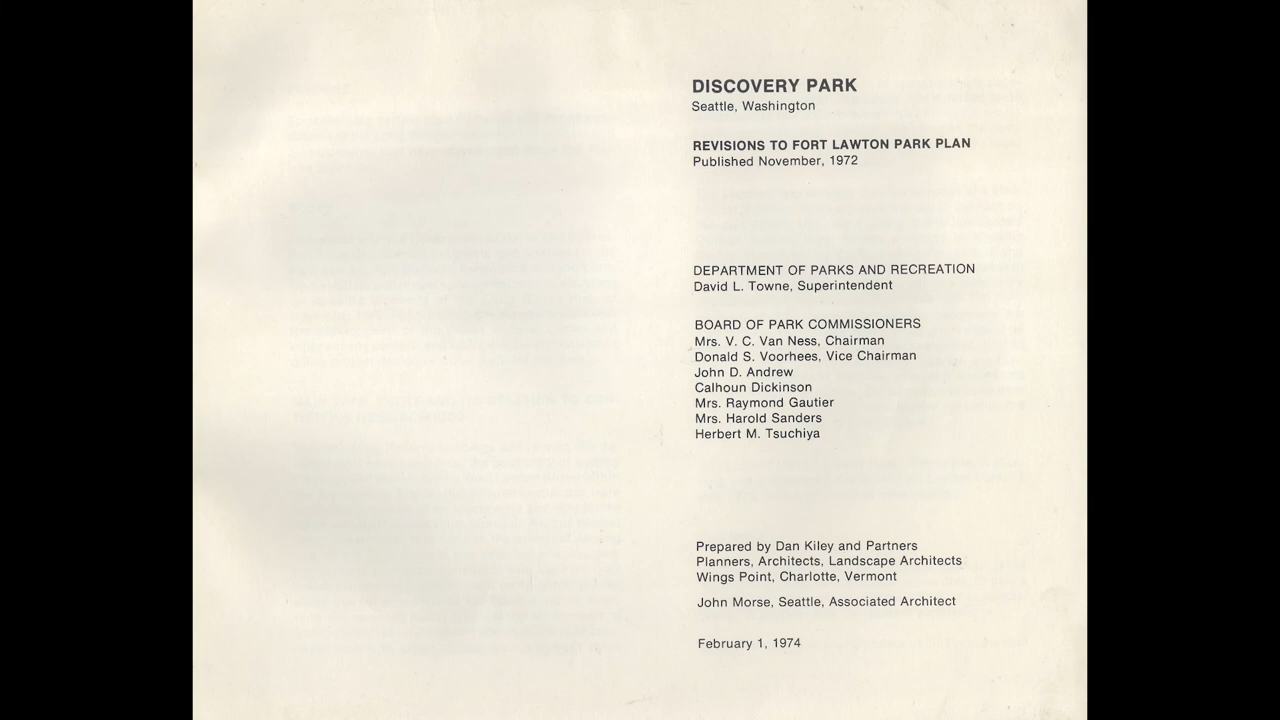 DISCOVERY PARK
Seattle, Washington
REVISIONS TO FORT LAWTON PARK PLAN
Published November, 1972
DEPARTMENT OF PARKS AND RECREATION
David L. Towne, Superintendent
BOARD OF PARK COMMISSIONERS
Mrs. V. C. Van Ness, Chairman
Donald S. Voorhees, Vice Chairman
John D. Andrew
Calhoun Dickinson
Mrs. Raymond Gautier
Mrs. Harold Sanders
Herbert M. Tsuchiya
Prepared by Dan Kiley and Partners
Planners, Architects, Landscape Architects
Wings Point, Charlotte, Vermont
John Morse, Seattle, Associated Architect
February 1, 1974